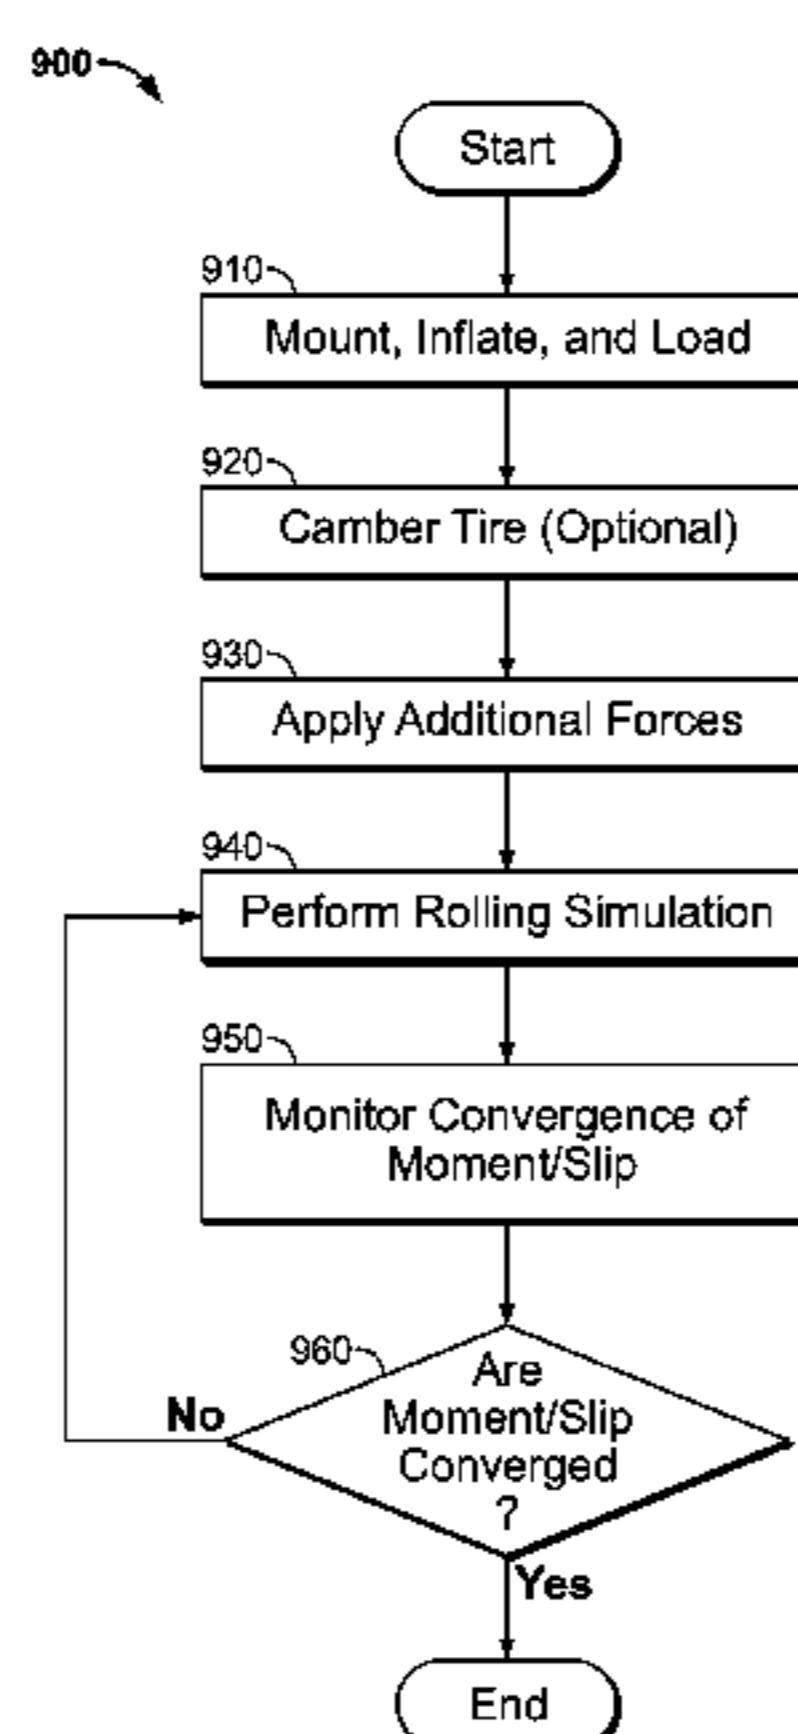 900
Start
910
Mount, Inflate, and Load
920
Camber Tire (Optional)
930
Apply Additional Forces
940
Perform Rolling Simulation
950
Monitor Convergence of
Moment/Slip
960
Are
Moment/Slip
Converged
?
No
Yes
End